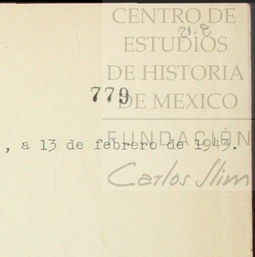 CENTRO DE
ESTUDIOS
DE HISTORIA
DE MEXICO
779
FUNDACIÓN
, a 13 de febrero de 1943.
Carlos Slim